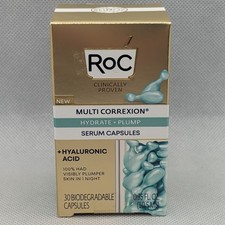 RoC
CLINICALLY
PROVEN
NEW
MULTI CORREXION®
HYDRATE + PLUMP
SERUM CAPSULES
+ HYALURONIC
ACID
100% HAD
VISIBLY PLUMPER
SKIN IN 1 NIGHT
30 BIODEGRADABLE
CAPSULES